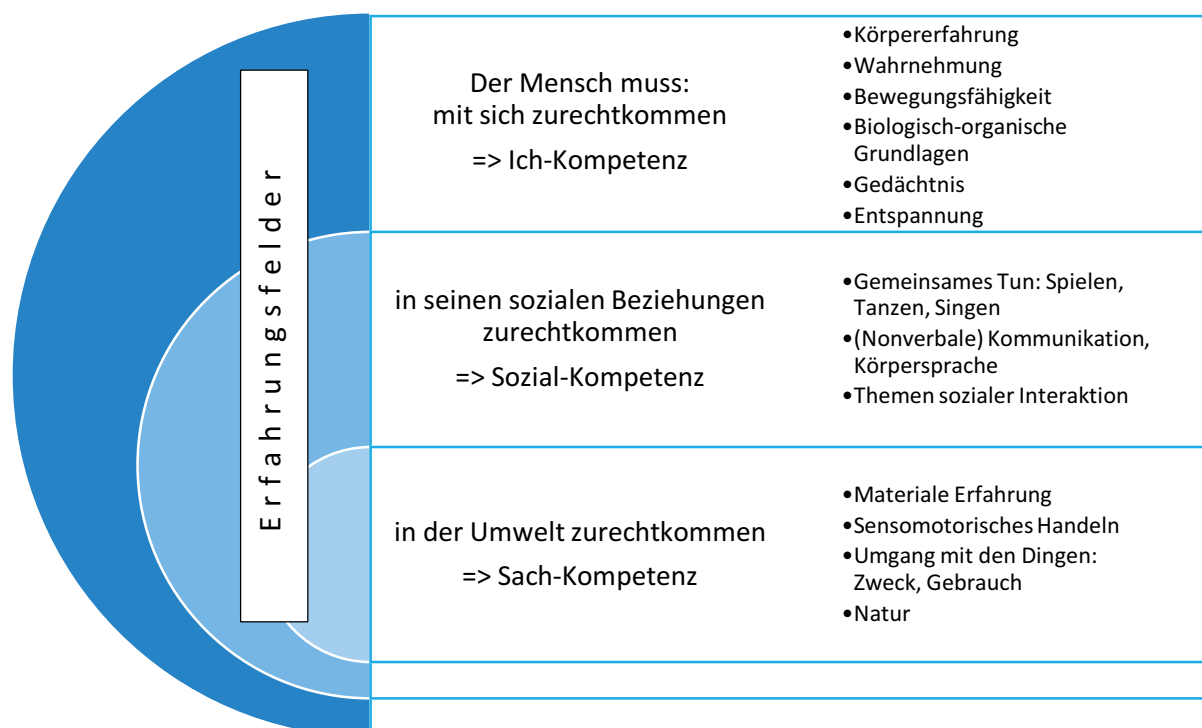 Erfahrungsfelder
Der Mensch muss:
mit sich zurechtkommen
=> Ich-Kompetenz
•Körpererfahrung
•Wahrnehmung
•Bewegungsfähigkeit
•Biologisch-organische
Grundlagen
•Gedächtnis
•Entspannung
in seinen sozialen Beziehungen
zurechtkommen
=> Sozial-Kompetenz
•Gemeinsames Tun: Spielen,
Tanzen, Singen
•(Nonverbale) Kommunikation,
Körpersprache
•Themen sozialer Interaktion
in der Umwelt zurechtkommen
=> Sach-Kompetenz
•Materiale Erfahrung
•Sensomotorisches Handeln
•Umgang mit den Dingen:
Zweck, Gebrauch
•Natur